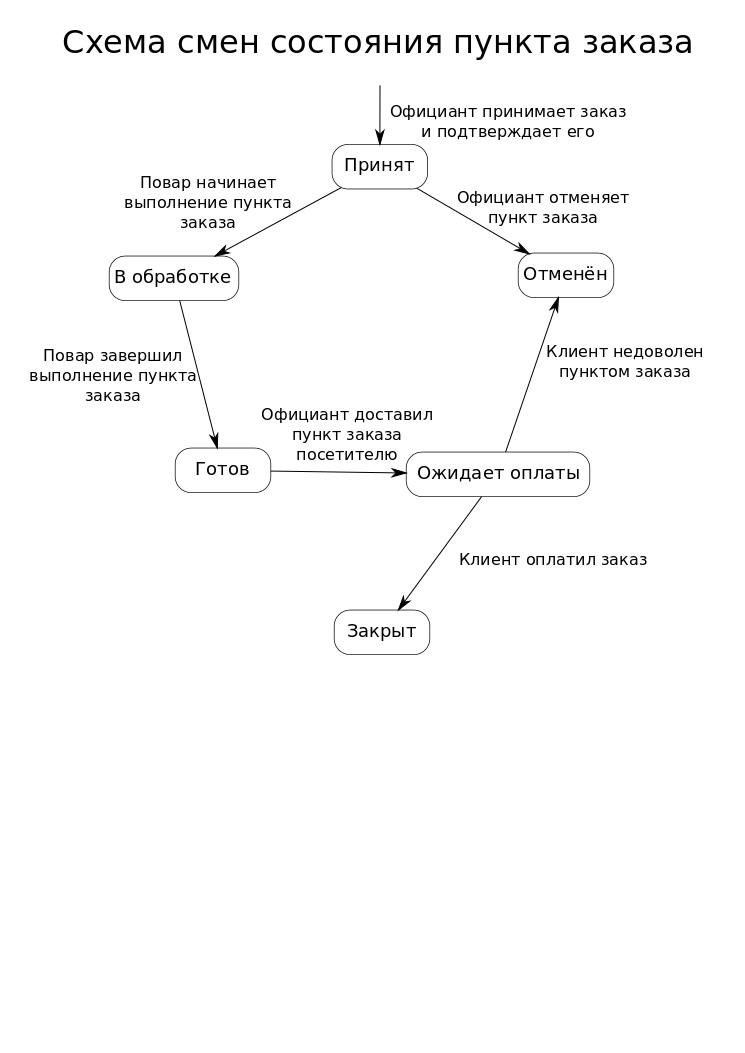 Схема смен состояния пункта заказа
Официант принимает заказ
и подтверждает его
Принят
Повар начинает
выполнение пункта
заказа
Официант отменяет
пункт заказа
В обработке
Отменён
Повар завершил
выполнение пункта
заказа
Клиент недоволен
пунктом заказа
Официант доставил
пункт заказа
посетителю
Готов
Ожидает оплаты
Клиент оплатил заказ
Закрыт